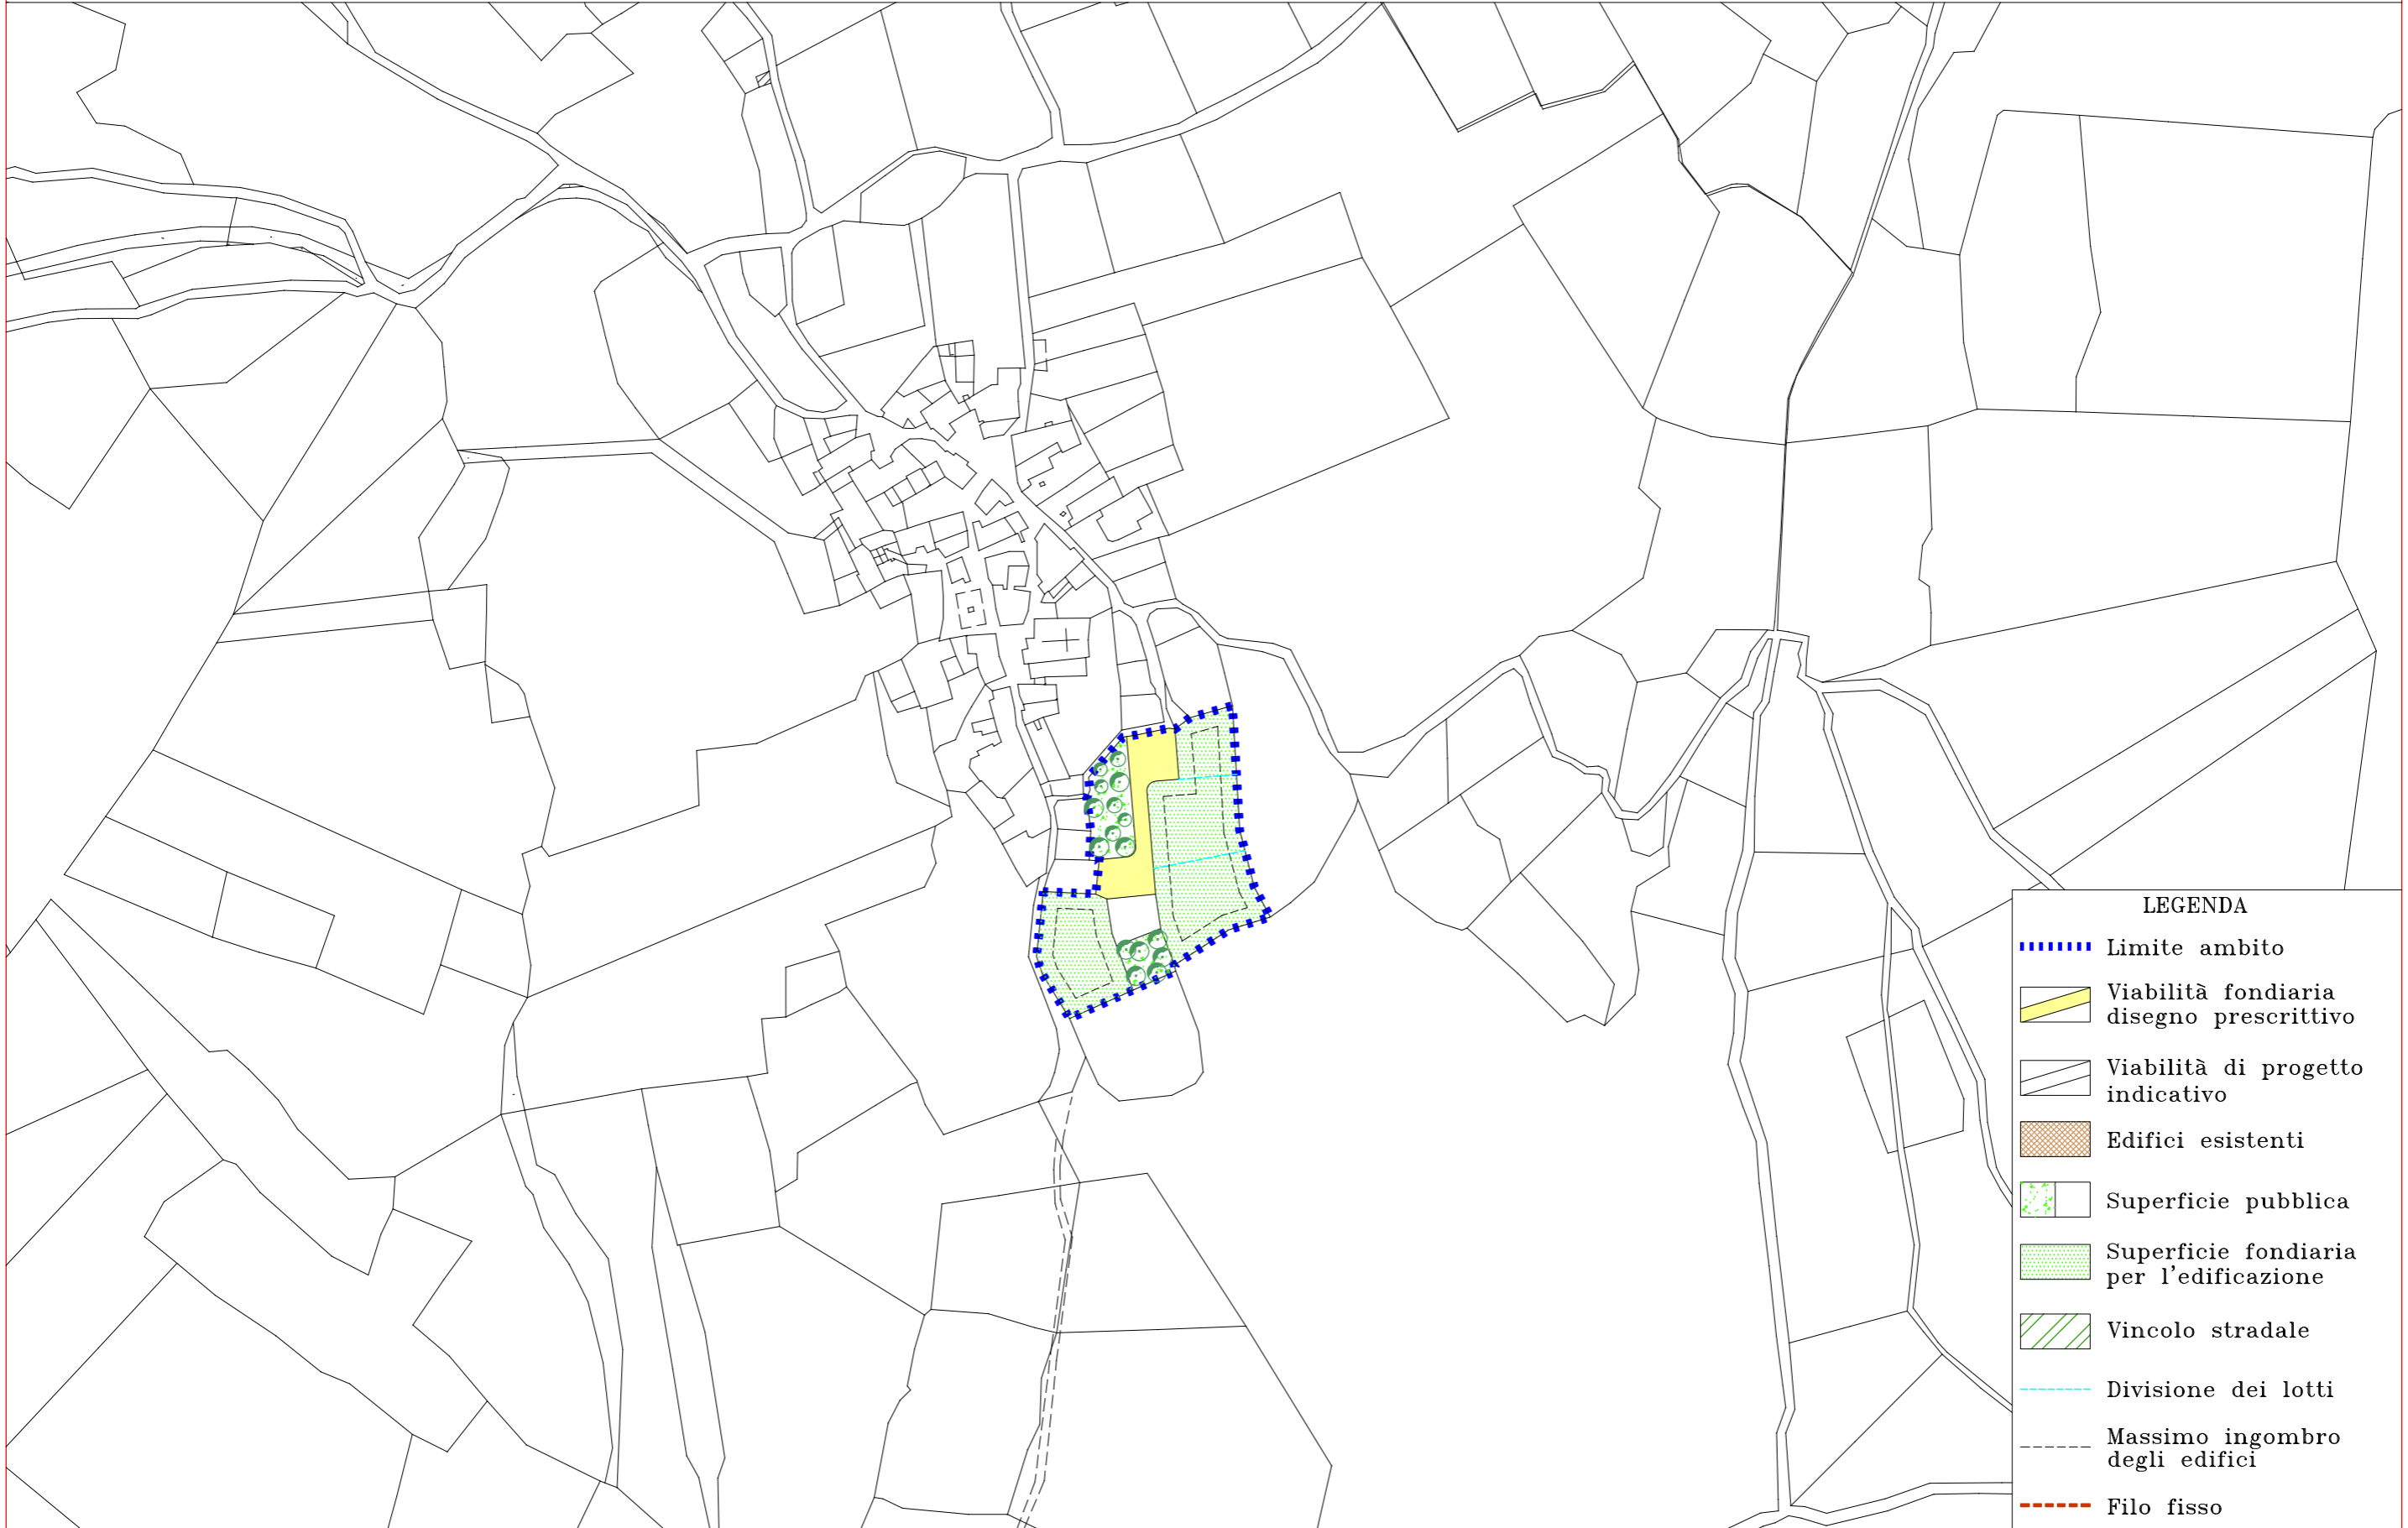 LEGENDA
Limite ambito
Viabilità fondiaria
disegno prescrittivo
Viabilità di progetto
indicativo
Edifici esistenti
Superficie pubblica
Superficie fondiaria
per l'edificazione
Vincolo stradale
Divisione dei lotti
Massimo ingombro
degli edifici
Filo fisso